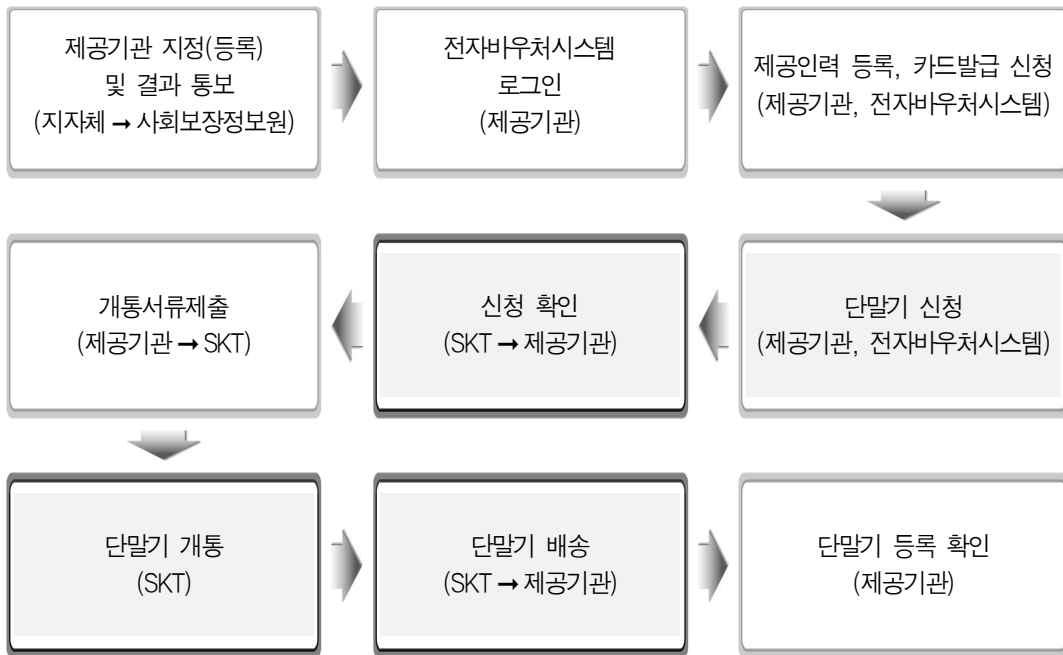 제공기관 지정(등록)
및 결과 통보
(지자체 ➞ 사회보장정보원)
전자바우처시스템
로그인
(제공기관)
제공인력 등록, 카드발급 신청
(제공기관, 전자바우처시스템)
단말기 신청
(제공기관, 전자바우처시스템)
신청 확인
(SKT ➞ 제공기관)
개통서류제출
(제공기관 ➞ SKT)
단말기 개통
(SKT)
단말기 배송
(SKT ➞ 제공기관)
단말기 등록 확인
(제공기관)